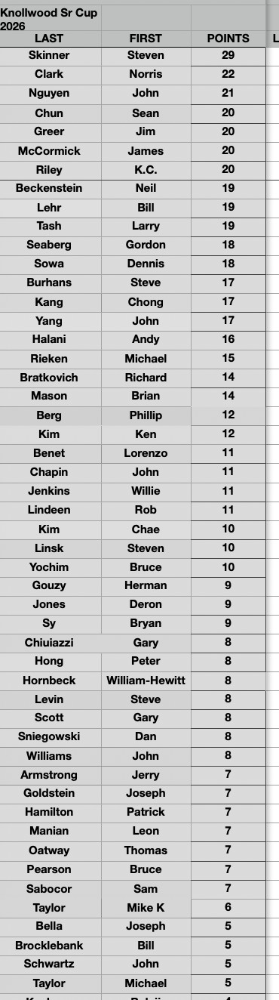 Knollwood Sr Cup
2026
LAST FIRST POINTS L
Skinner Steven 29
Clark Norris 22
Nguyen John 21
Chun Sean 20
Greer Jim 20
McCormick James 20
Riley K.C. 20
Beckenstein Neil 19
Lehr Bill 19
Tash Larry 19
Seaberg Gordon 18
Sowa Dennis 18
Burhans Steve 17
Kang Chong 17
Yang John 17
Halani Andy 16
Rieken Michael 15
Bratkovich Richard 14
Mason Brian 14
Berg Phillip 12
Kim Ken 12
Benet Lorenzo 11
Chapin John 11
Jenkins Willie 11
Lindeen Rob 11
Kim Chae 10
Linsk Steven 10
Yochim Bruce 10
Gouzy Herman 9
Jones Deron 9
Sy Bryan 9
Chiuiazzi Gary 8
Hong Peter 8
Hornbeck William-Hewitt 8
Levin Steve 8
Scott Gary 8
Sniegowski Dan 8
Williams John 8
Armstrong Jerry 7
Goldstein Joseph 7
Hamilton Patrick 7
Manian Leon 7
Oatway Thomas 7
Pearson Bruce 7
Sabocor Sam 7
Taylor Mike K 6
Bella Joseph 5
Brocklebank Bill 5
Schwartz John 5
Taylor Michael 5